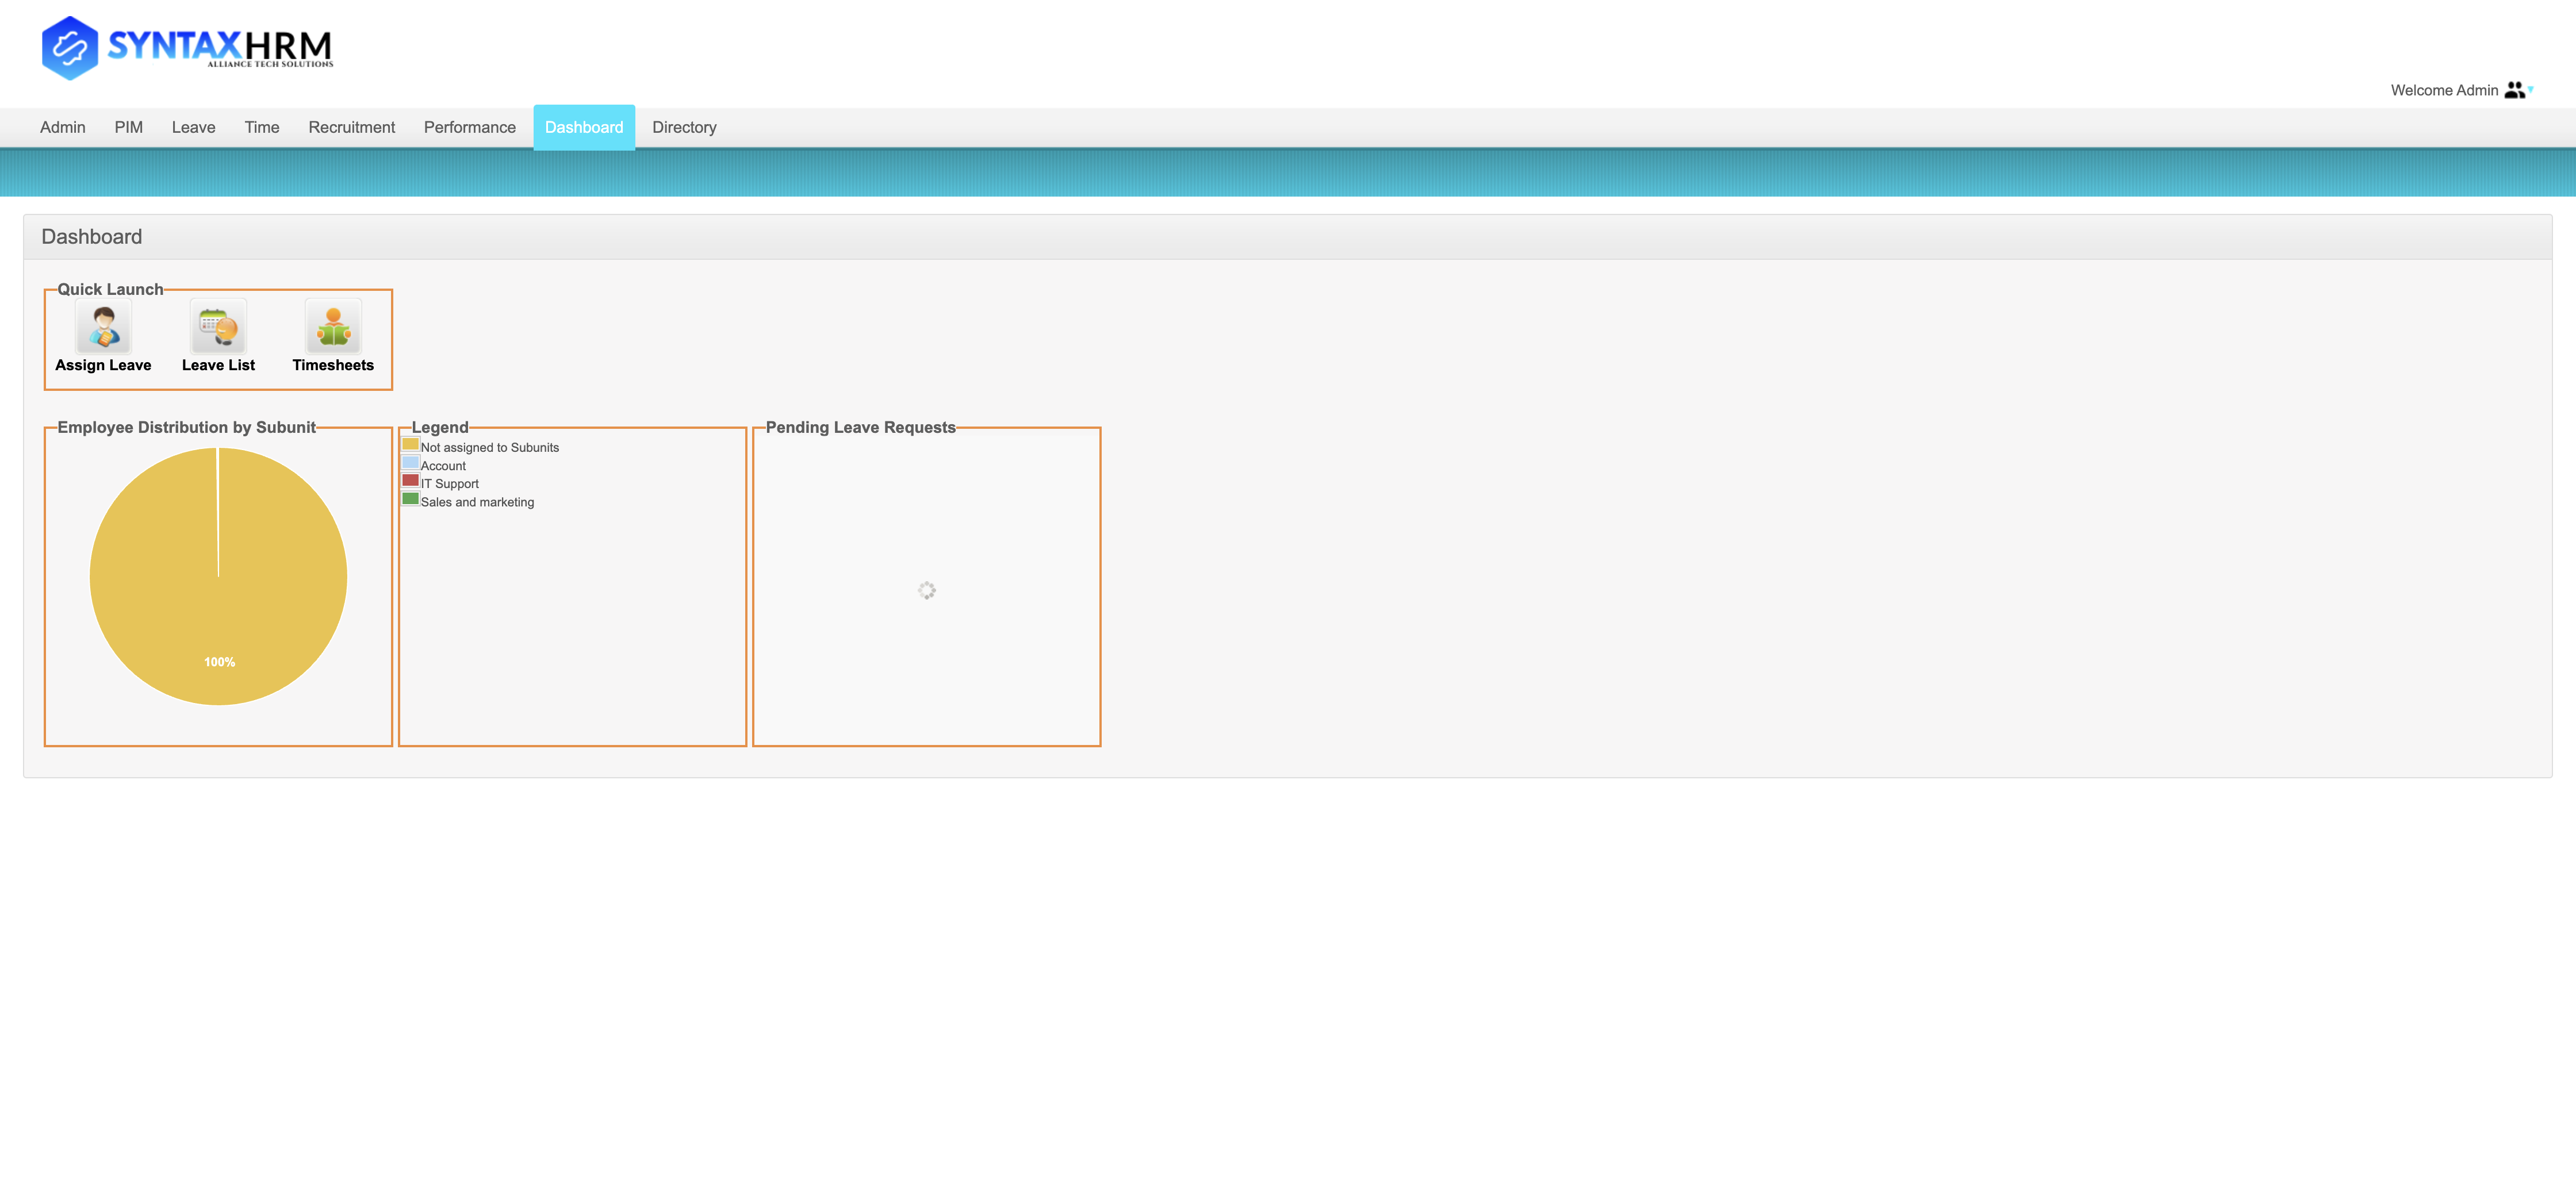 SYNTAXHRM
ALLIANCE TECH SOLUTIONS
Welcome Admin
Admin PIM Leave Time Recruitment Performance Dashboard Directory
Dashboard
Quick Launch
Assign Leave Leave List Timesheets
Employee Distribution by Subunit
100%
Legend
Not assigned to Subunits
Account
IT Support
Sales and marketing
Pending Leave Requests